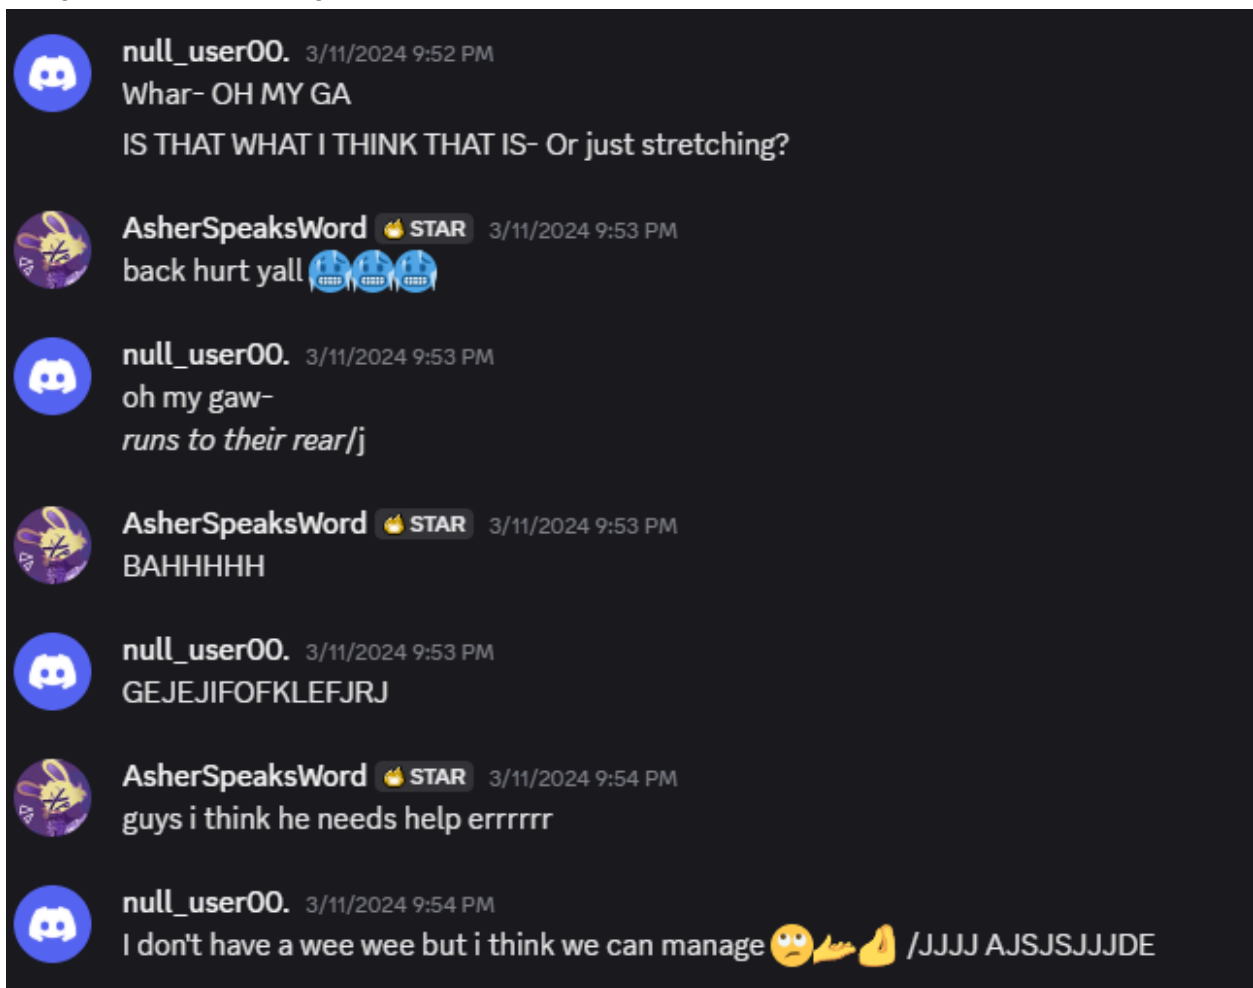 null_user00. 3/11/2024 9:52 PM
Whar- OH MY GA
IS THAT WHAT I THINK THAT IS- Or just stretching?
AsherSpeaksWord STAR 3/11/2024 9:53 PM
back hurt yall 🥶🥶🥶
null_user00. 3/11/2024 9:53 PM
oh my gaw-
runs to their rear/j
AsherSpeaksWord STAR 3/11/2024 9:53 PM
BAHHHHH
null_user00. 3/11/2024 9:53 PM
GEJEJIFOFKLEFJRJ
AsherSpeaksWord STAR 3/11/2024 9:54 PM
guys i think he needs help errrrrr
null_user00. 3/11/2024 9:54 PM
I don't have a wee wee but i think we can manage 🙄🫴🤌 /JJJJ AJSJSJJJDE